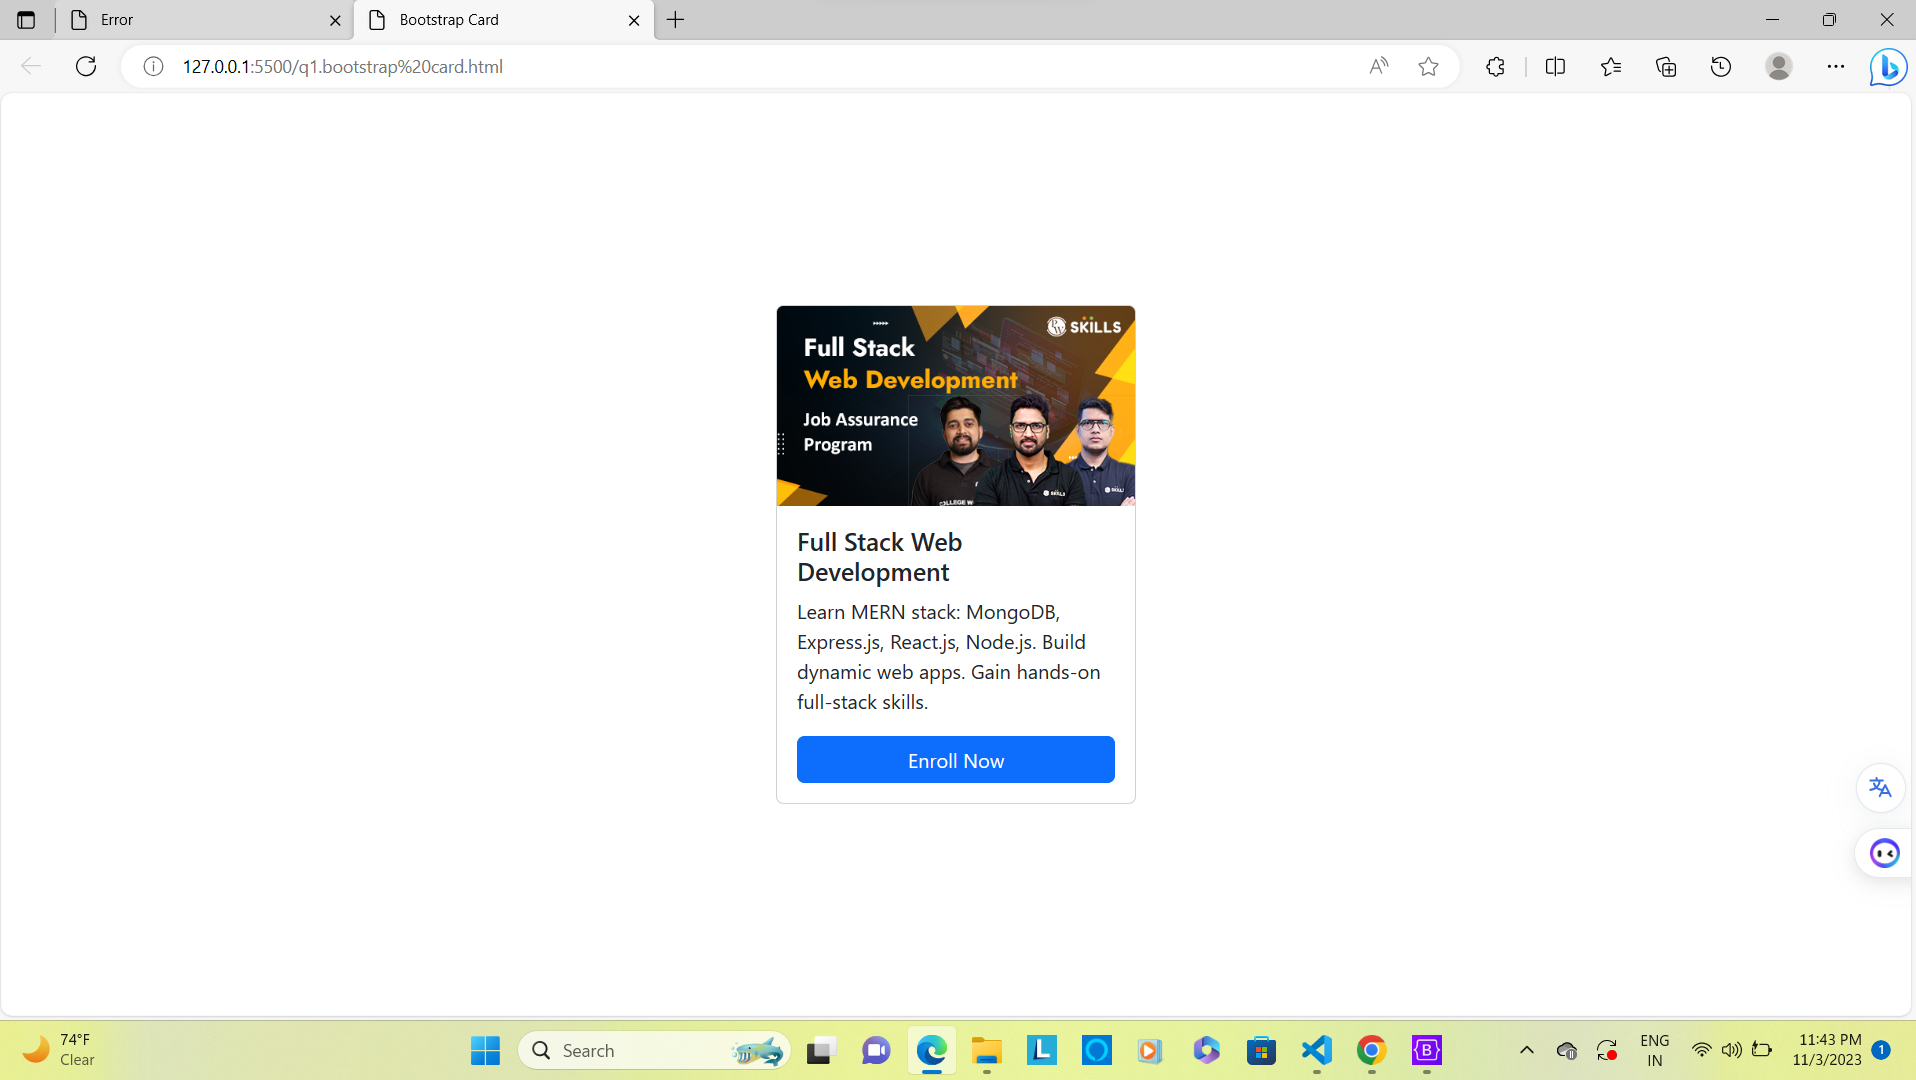 Error
Bootstrap Card
127.0.0.1:5500/q1.bootstrap%20card.html
SKILLS
Full Stack
Web Development
Job Assurance
Program
SKILLS
COLLEGE W
Full Stack Web
Development
Learn MERN stack: MongoDB,
Express.js, React.js, Node.js. Build
dynamic web apps. Gain hands-on
full-stack skills.
Enroll Now
74°F
Clear
Search
ENG
IN
11:43 PM
11/3/2023
1